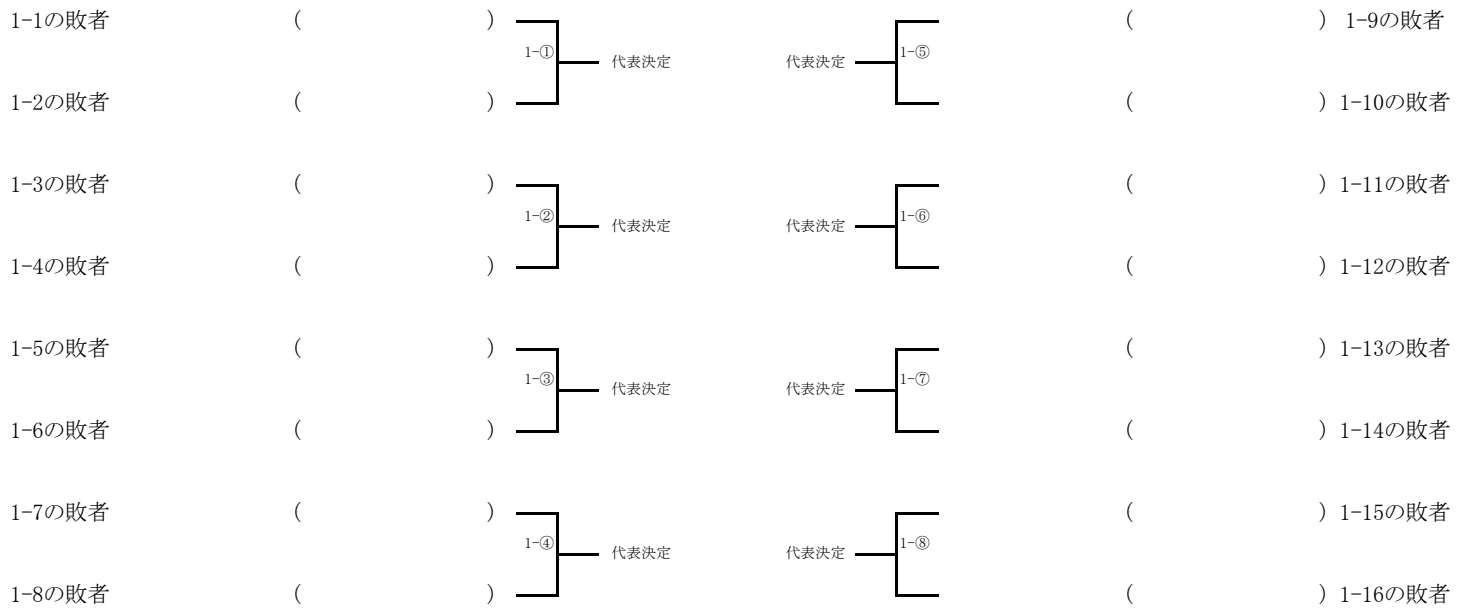 1-1の敗者 ( ) ( ) 1-9の敗者
1-① 代表決定 代表決定 1-⑤
1-2の敗者 ( ) ( ) 1-10の敗者
1-3の敗者 ( ) ( ) 1-11の敗者
1-② 代表決定 代表決定 1-⑥
1-4の敗者 ( ) ( ) 1-12の敗者
1-5の敗者 ( ) ( ) 1-13の敗者
1-③ 代表決定 代表決定 1-⑦
1-6の敗者 ( ) ( ) 1-14の敗者
1-7の敗者 ( ) ( ) 1-15の敗者
1-④ 代表決定 代表決定 1-⑧
1-8の敗者 ( ) ( ) 1-16の敗者